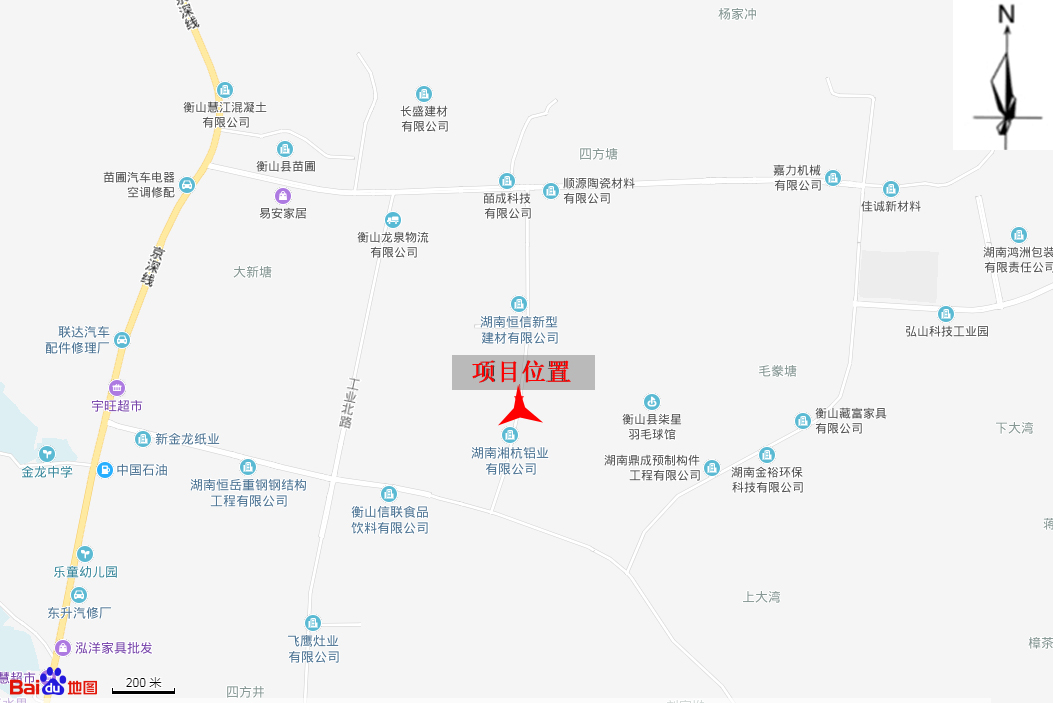 京深线
杨家冲
N
衡山慧江混凝土
有限公司
长盛建材
有限公司
衡山县苗圃
四方塘
苗圃汽车电器
空调修配
易安家居
皕成科技
有限公司
顺源陶瓷材料
有限公司
嘉力机械
有限公司
佳诚新材料
衡山龙泉物流
有限公司
湖南鸿洲包装
有限责任公司
京深线
大新塘
联达汽车
配件修理厂
湖南恒信新型
建材有限公司
弘山科技工业园
项目位置
毛蒙塘
宇旺超市
工业北路
衡山县柒星
羽毛球馆
衡山藏富家具
有限公司
下大湾
新金龙纸业
湖南湘杭铝业
有限公司
金龙中学
中国石油
湖南恒岳重钢钢结构
工程有限公司
湖南鼎成预制构件
工程有限公司
湖南金裕环保
科技有限公司
衡山信联食品
饮料有限公司
蒋
乐童幼儿园
东升汽修厂
上大湾
泓洋家具批发
飞鹰灶业
有限公司
樟茶
慧超市
Bai du 地图
200 米
四方井